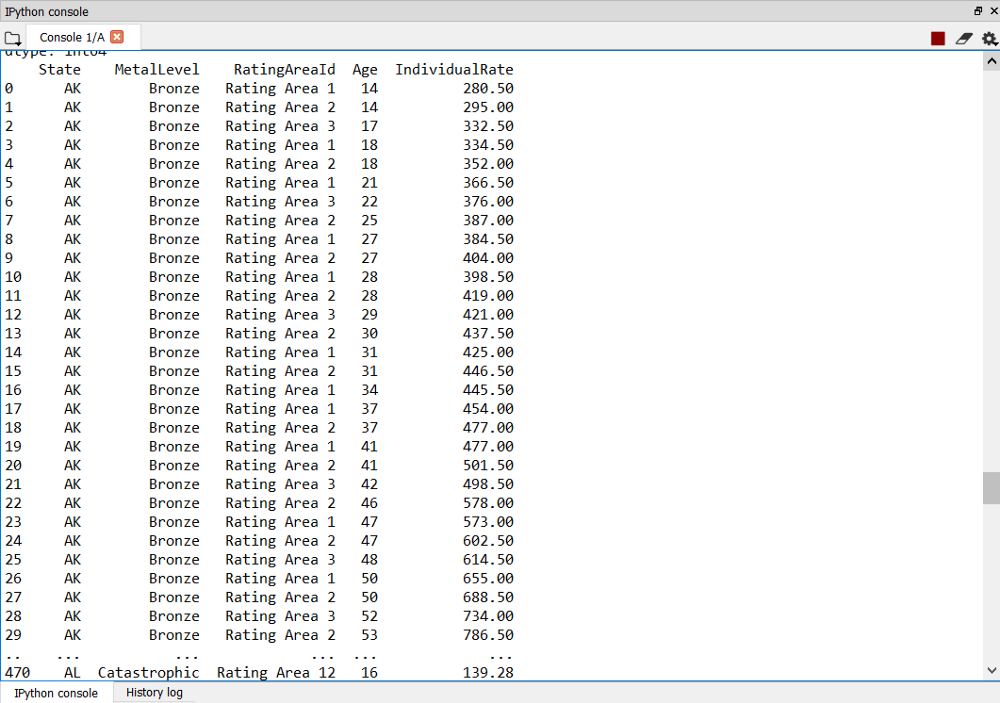 IPython console
Console 1/A
dtype: int64
State MetalLevel RatingAreaId Age IndividualRate
0 AK Bronze Rating Area 1 14 280.50
1 AK Bronze Rating Area 2 14 295.00
2 AK Bronze Rating Area 3 17 332.50
3 AK Bronze Rating Area 1 18 334.50
4 AK Bronze Rating Area 2 18 352.00
5 AK Bronze Rating Area 1 21 366.50
6 AK Bronze Rating Area 3 22 376.00
7 AK Bronze Rating Area 2 25 387.00
8 AK Bronze Rating Area 1 27 384.50
9 AK Bronze Rating Area 2 27 404.00
10 AK Bronze Rating Area 1 28 398.50
11 AK Bronze Rating Area 2 28 419.00
12 AK Bronze Rating Area 3 29 421.00
13 AK Bronze Rating Area 2 30 437.50
14 AK Bronze Rating Area 1 31 425.00
15 AK Bronze Rating Area 2 31 446.50
16 AK Bronze Rating Area 1 34 445.50
17 AK Bronze Rating Area 1 37 454.00
18 AK Bronze Rating Area 2 37 477.00
19 AK Bronze Rating Area 1 41 477.00
20 AK Bronze Rating Area 2 41 501.50
21 AK Bronze Rating Area 3 42 498.50
22 AK Bronze Rating Area 2 46 578.00
23 AK Bronze Rating Area 1 47 573.00
24 AK Bronze Rating Area 2 47 602.50
25 AK Bronze Rating Area 3 48 614.50
26 AK Bronze Rating Area 1 50 655.00
27 AK Bronze Rating Area 2 50 688.50
28 AK Bronze Rating Area 3 52 734.00
29 AK Bronze Rating Area 2 53 786.50
.. ... ... ... ... ...
470 AL Catastrophic Rating Area 12 16 139.28
IPython console History log